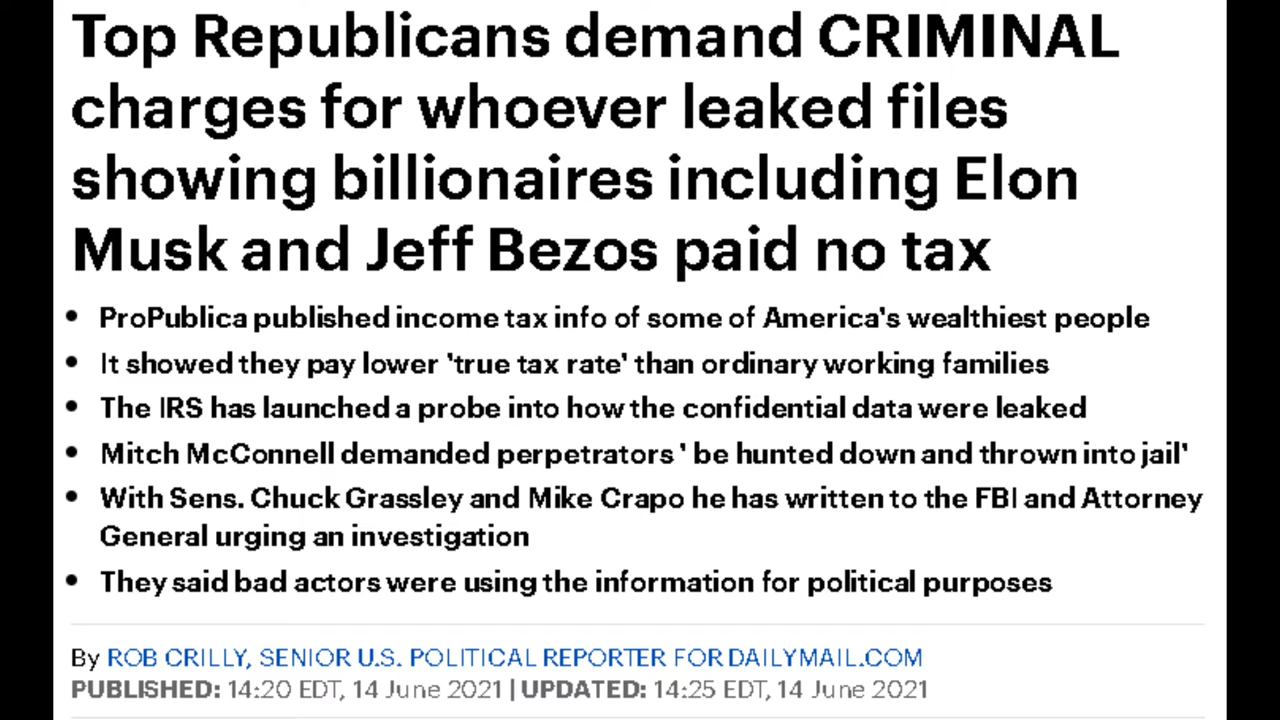 Top Republicans demand CRIMINAL
charges for whoever leaked files
showing billionaires including Elon
Musk and Jeff Bezos paid no tax
• ProPublica published income tax info of some of America's wealthiest people
• It showed they pay lower 'true tax rate' than ordinary working families
• The IRS has launched a probe into how the confidential data were leaked
• Mitch McConnell demanded perpetrators ' be hunted down and thrown into jail'
• With Sens. Chuck Grassley and Mike Crapo he has written to the FBI and Attorney
General urging an investigation
• They said bad actors were using the information for political purposes
By ROB CRILLY, SENIOR U.S. POLITICAL REPORTER FOR DAILYMAIL.COM
PUBLISHED: 14:20 EDT, 14 June 2021 | UPDATED: 14:25 EDT, 14 June 2021